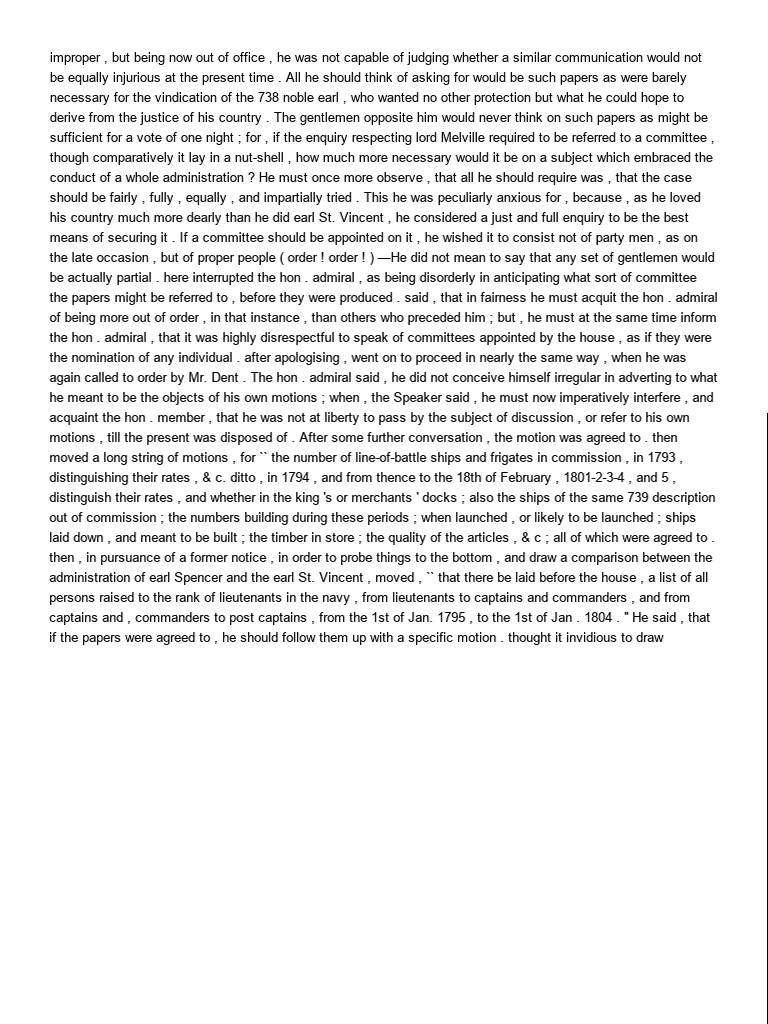 improper , but being now out of office , he was not capable of judging whether a similar communication would not
be equally injurious at the present time . All he should think of asking for would be such papers as were barely
necessary for the vindication of the 738 noble earl , who wanted no other protection but what he could hope to
derive from the justice of his country . The gentlemen opposite him would never think on such papers as might be
sufficient for a vote of one night ; for , if the enquiry respecting lord Melville required to be referred to a committee ,
though comparatively it lay in a nut-shell , how much more necessary would it be on a subject which embraced the
conduct of a whole administration ? He must once more observe , that all he should require was , that the case
should be fairly , fully , equally , and impartially tried . This he was peculiarly anxious for , because , as he loved
his country much more dearly than he did earl St. Vincent , he considered a just and full enquiry to be the best
means of securing it . If a committee should be appointed on it , he wished it to consist not of party men , as on
the late occasion , but of proper people ( order ! order ! ) —He did not mean to say that any set of gentlemen would
be actually partial . here interrupted the hon . admiral , as being disorderly in anticipating what sort of committee
the papers might be referred to , before they were produced . said , that in fairness he must acquit the hon . admiral
of being more out of order , in that instance , than others who preceded him ; but , he must at the same time inform
the hon . admiral , that it was highly disrespectful to speak of committees appointed by the house , as if they were
the nomination of any individual . after apologising , went on to proceed in nearly the same way , when he was
again called to order by Mr. Dent . The hon . admiral said , he did not conceive himself irregular in adverting to what
he meant to be the objects of his own motions ; when , the Speaker said , he must now imperatively interfere , and
acquaint the hon . member , that he was not at liberty to pass by the subject of discussion , or refer to his own
motions , till the present was disposed of . After some further conversation , the motion was agreed to . then
moved a long string of motions , for `` the number of line-of-battle ships and frigates in commission , in 1793 ,
distinguishing their rates , & c. ditto , in 1794 , and from thence to the 18th of February , 1801-2-3-4 , and 5 ,
distinguish their rates , and whether in the king 's or merchants ' docks ; also the ships of the same 739 description
out of commission ; the numbers building during these periods ; when launched , or likely to be launched ; ships
laid down , and meant to be built ; the timber in store ; the quality of the articles , & c ; all of which were agreed to .
then , in pursuance of a former notice , in order to probe things to the bottom , and draw a comparison between the
administration of earl Spencer and the earl St. Vincent , moved , `` that there be laid before the house , a list of all
persons raised to the rank of lieutenants in the navy , from lieutenants to captains and commanders , and from
captains and , commanders to post captains , from the 1st of Jan. 1795 , to the 1st of Jan . 1804 . '' He said , that
if the papers were agreed to , he should follow them up with a specific motion . thought it invidious to draw